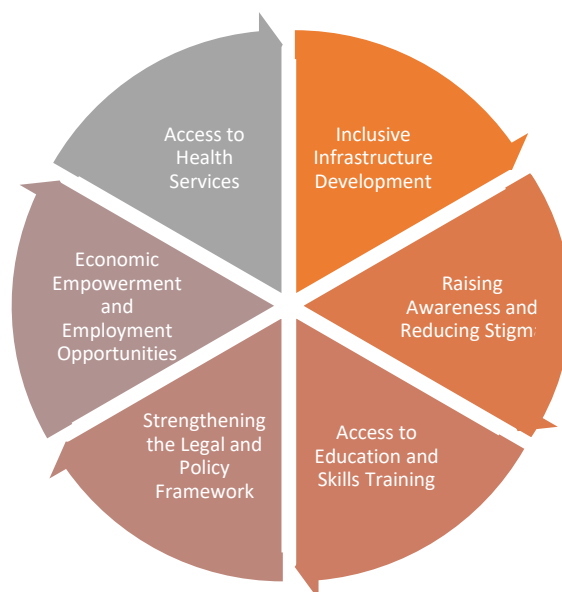 Inclusive
Infrastructure
Development
Raising
Awareness and
Reducing Stigma
Access to
Education and
Skills Training
Strengthening
the Legal and
Policy
Framework
Economic
Empowerment
and
Employment
Opportunities
Access to
Health
Services